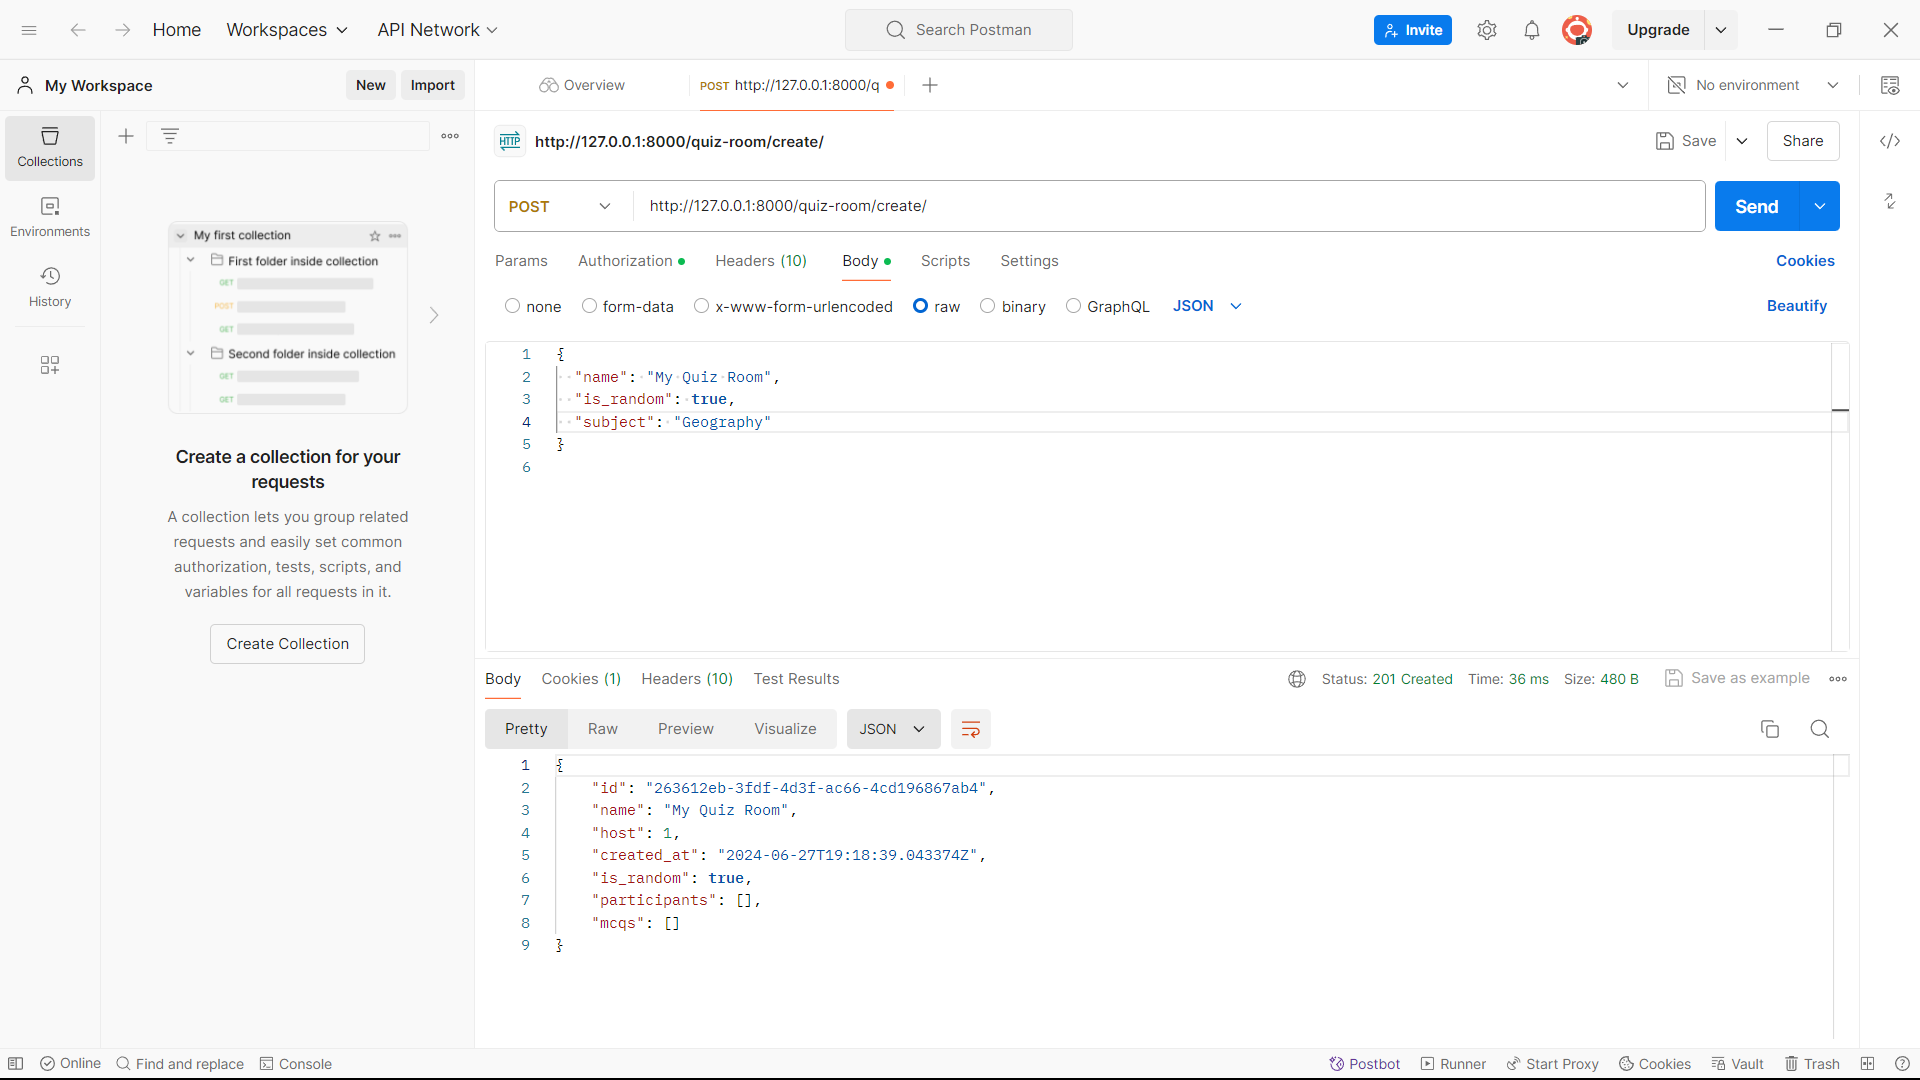 Home
Workspaces
API Network
Search Postman
Invite
Upgrade
My Workspace
New
Import
Overview
POST http://127.0.0.1:8000/q
No environment
Collections
Environments
History
My first collection
First folder inside collection
GET
POST
GET
Second folder inside collection
GET
GET
Create a collection for your
requests
A collection lets you group related
requests and easily set common
authorization, tests, scripts, and
variables for all requests in it.
Create Collection
HTTP http://127.0.0.1:8000/quiz-room/create/
Save
Share
POST
http://127.0.0.1:8000/quiz-room/create/
Send
Params
Authorization
Headers (10)
Body
Scripts
Settings
Cookies
none
form-data
x-www-form-urlencoded
raw
binary
GraphQL
JSON
Beautify
1 {
2 "name": "My Quiz Room",
3 "is_random": true,
4 "subject": "Geography"
5 }
6
Body
Cookies (1)
Headers (10)
Test Results
Status: 201 Created
Time: 36 ms
Size: 480 B
Save as example
Pretty
Raw
Preview
Visualize
JSON
1 {
2 "id": "263612eb-3fdf-4d3f-ac66-4cd196867ab4",
3 "name": "My Quiz Room",
4 "host": 1,
5 "created_at": "2024-06-27T19:18:39.043374Z",
6 "is_random": true,
7 "participants": [],
8 "mcqs": []
9 }
Online
Find and replace
Console
Postbot
Runner
Start Proxy
Cookies
Vault
Trash